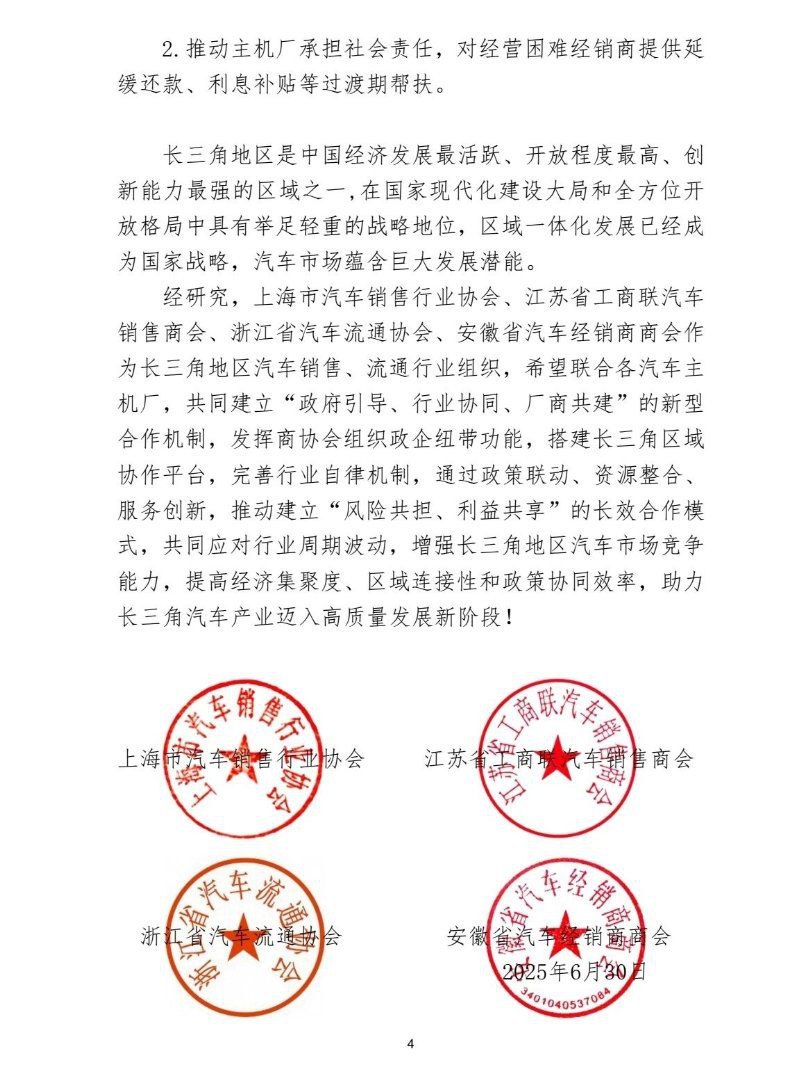 2.推动主机厂承担社会责任，对经营困难经销商提供延
缓还款、利息补贴等过渡期帮扶。
长三角地区是中国经济发展最活跃、开放程度最高、创
新能力最强的区域之一,在国家现代化建设大局和全方位开
放格局中具有举足轻重的战略地位，区域一体化发展已经成
为国家战略，汽车市场蕴含巨大发展潜能。
经研究，上海市汽车销售行业协会、江苏省工商联汽车
销售商会、浙江省汽车流通协会、安徽省汽车经销商商会作
为长三角地区汽车销售、流通行业组织，希望联合各汽车主
机厂，共同建立“政府引导、行业协同、厂商共建”的新型
合作机制，发挥商协会组织政企纽带功能，搭建长三角区域
协作平台，完善行业自律机制，通过政策联动、资源整合、
服务创新，推动建立“风险共担、利益共享”的长效合作模
式，共同应对行业周期波动，增强长三角地区汽车市场竞争
能力，提高经济集聚度、区域连接性和政策协同效率，助力
长三角汽车产业迈入高质量发展新阶段！
上海市汽车销售行业协会
上海市汽车销售行业协会
江苏省工商联汽车销售商会
江苏省工商联汽车销售商会
浙江省汽车流通协会
浙江省汽车流通协会
安徽省汽车经销商商会
安徽省汽车经销商商会
2025年6月30日
3401040537084
4